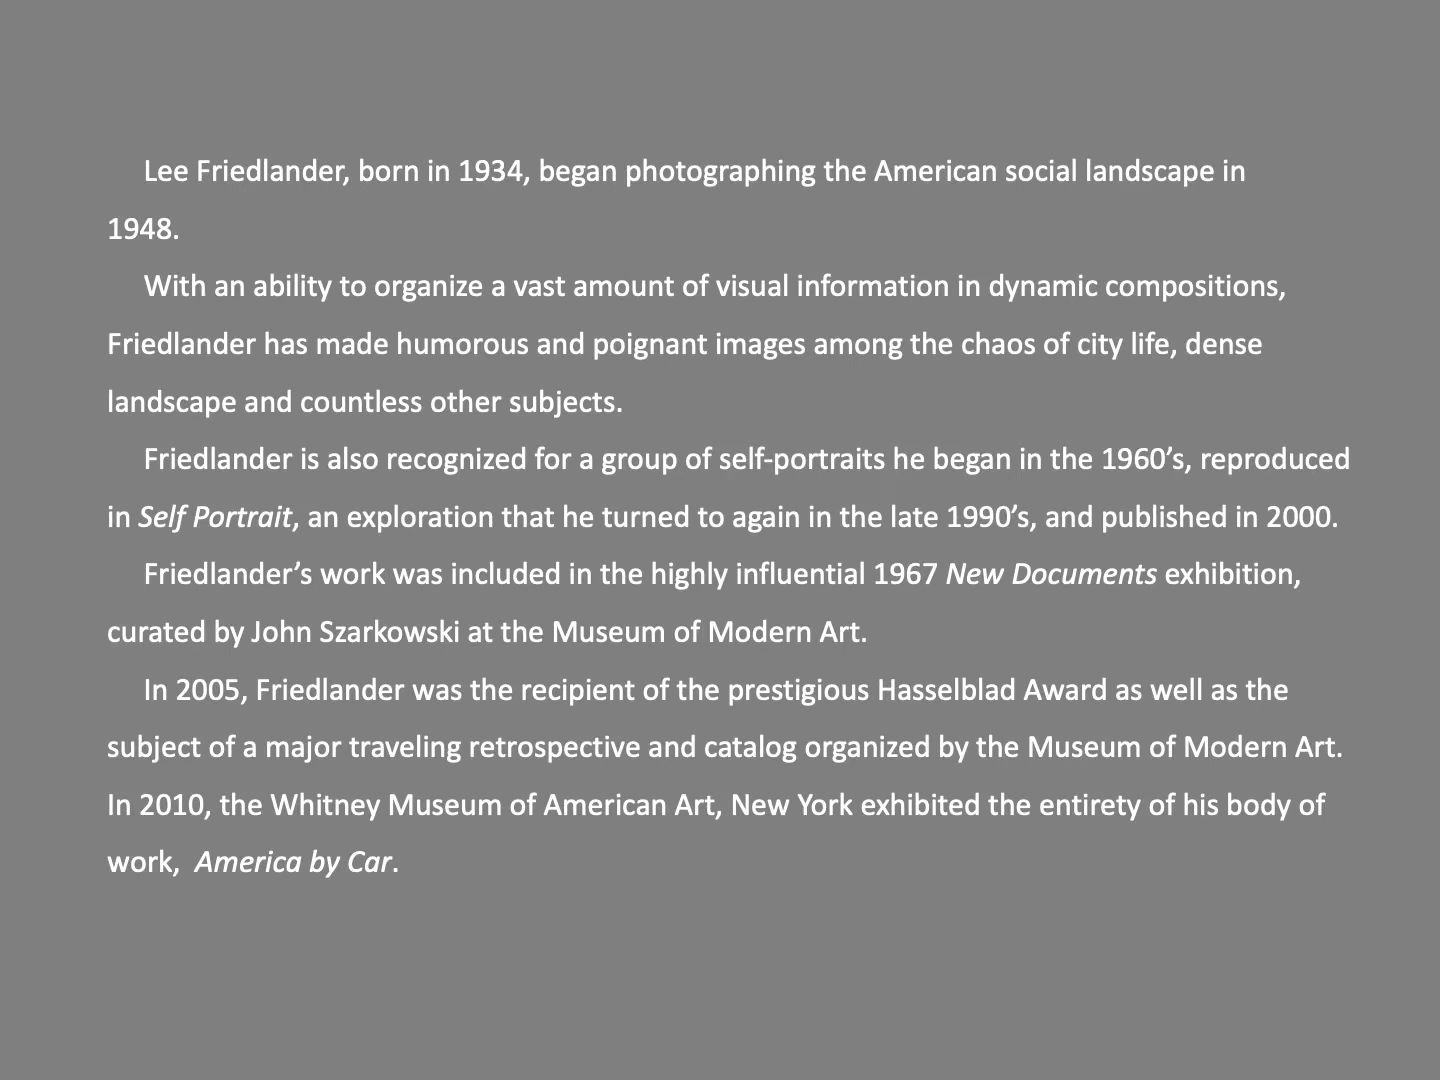 Lee Friedlander, born in 1934, began photographing the American social landscape in
1948.
With an ability to organize a vast amount of visual information in dynamic compositions,
Friedlander has made humorous and poignant images among the chaos of city life, dense
landscape and countless other subjects.
Friedlander is also recognized for a group of self-portraits he began in the 1960’s, reproduced
in Self Portrait, an exploration that he turned to again in the late 1990’s, and published in 2000.
Friedlander’s work was included in the highly influential 1967 New Documents exhibition,
curated by John Szarkowski at the Museum of Modern Art.
In 2005, Friedlander was the recipient of the prestigious Hasselblad Award as well as the
subject of a major traveling retrospective and catalog organized by the Museum of Modern Art.
In 2010, the Whitney Museum of American Art, New York exhibited the entirety of his body of
work,  America by Car.